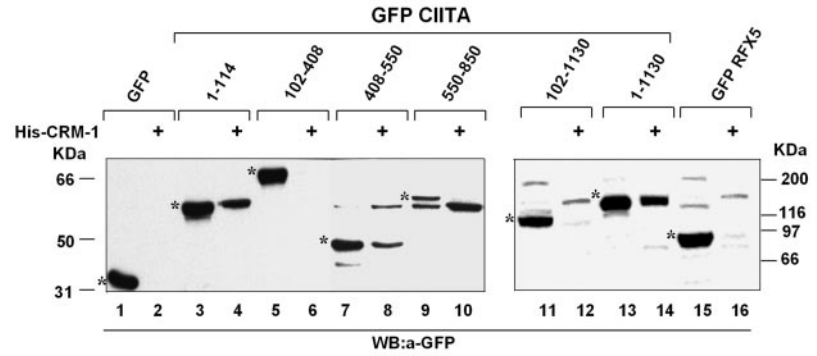 GFP CIITA
GFP 1-114 102-408 408-550 550-850 102-1130 1-1130 GFP RFX5
His-CRM-1 + + + + + + + +
KDa KDa
* * * * * * * *
66 50 31
200 116 97 66
1 2 3 4 5 6 7 8 9 10 11 12 13 14 15 16
WB:a-GFP